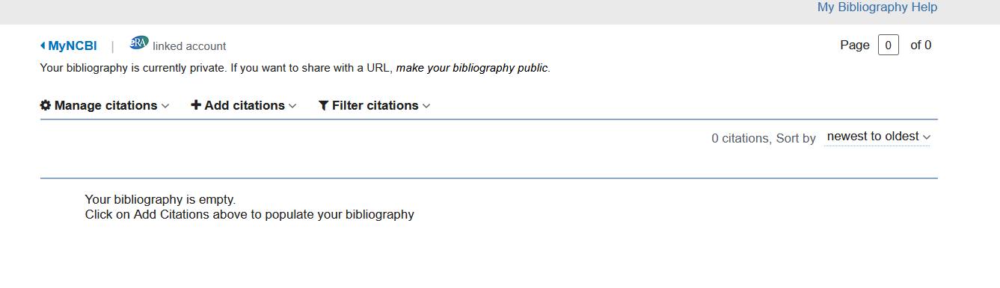 My Bibliography Help
MyNCBI | eRA linked account Page 0 of 0
Your bibliography is currently private. If you want to share with a URL, make your bibliography public.
Manage citations Add citations Filter citations
0 citations, Sort by newest to oldest
Your bibliography is empty.
Click on Add Citations above to populate your bibliography